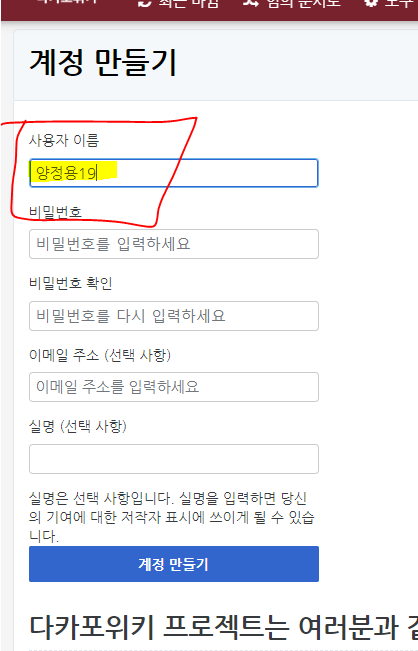 최근 바뀜 임의 문서로 도구
계정 만들기
사용자 이름
양정용19
비밀번호
비밀번호를 입력하세요
비밀번호 확인
비밀번호를 다시 입력하세요
이메일 주소 (선택 사항)
이메일 주소를 입력하세요
실명 (선택 사항)
실명은 선택 사항입니다. 실명을 입력하면 당신
의 기여에 대한 저작자 표시에 쓰이게 될 수 있습
니다.
계정 만들기
다카포위키 프로젝트는 여러분과